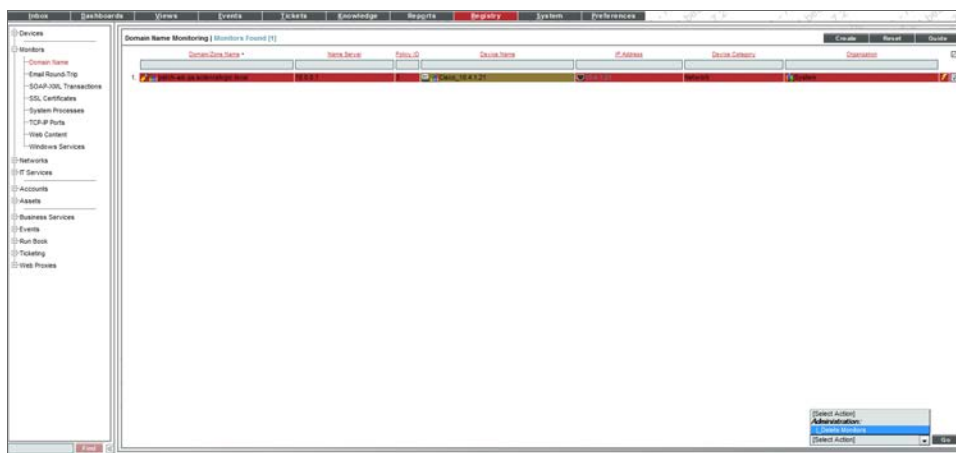 Inbox Dashboards Views Events Tickets Knowledge Reports Registry System Preferences
Devices
Monitors
Domain Name
Email Round-Trip
SOAP-XML Transactions
SSL Certificates
System Processes
TCP-IP Ports
Web Content
Windows Services
Networks
IT Services
Accounts
Assets
Business Services
Events
Run Book
Ticketing
Web Proxies
Find
Domain Name Monitoring | Monitors Found [1]
Create Reset Guide
Domain/Zone Name Name Server Policy ID Device Name IP Address Device Category Organization
1. 10.0.0.1 Cisco_10.4.1.21 Network System
[Select Action]
Administration:
Delete Monitors
[Select Action] Go